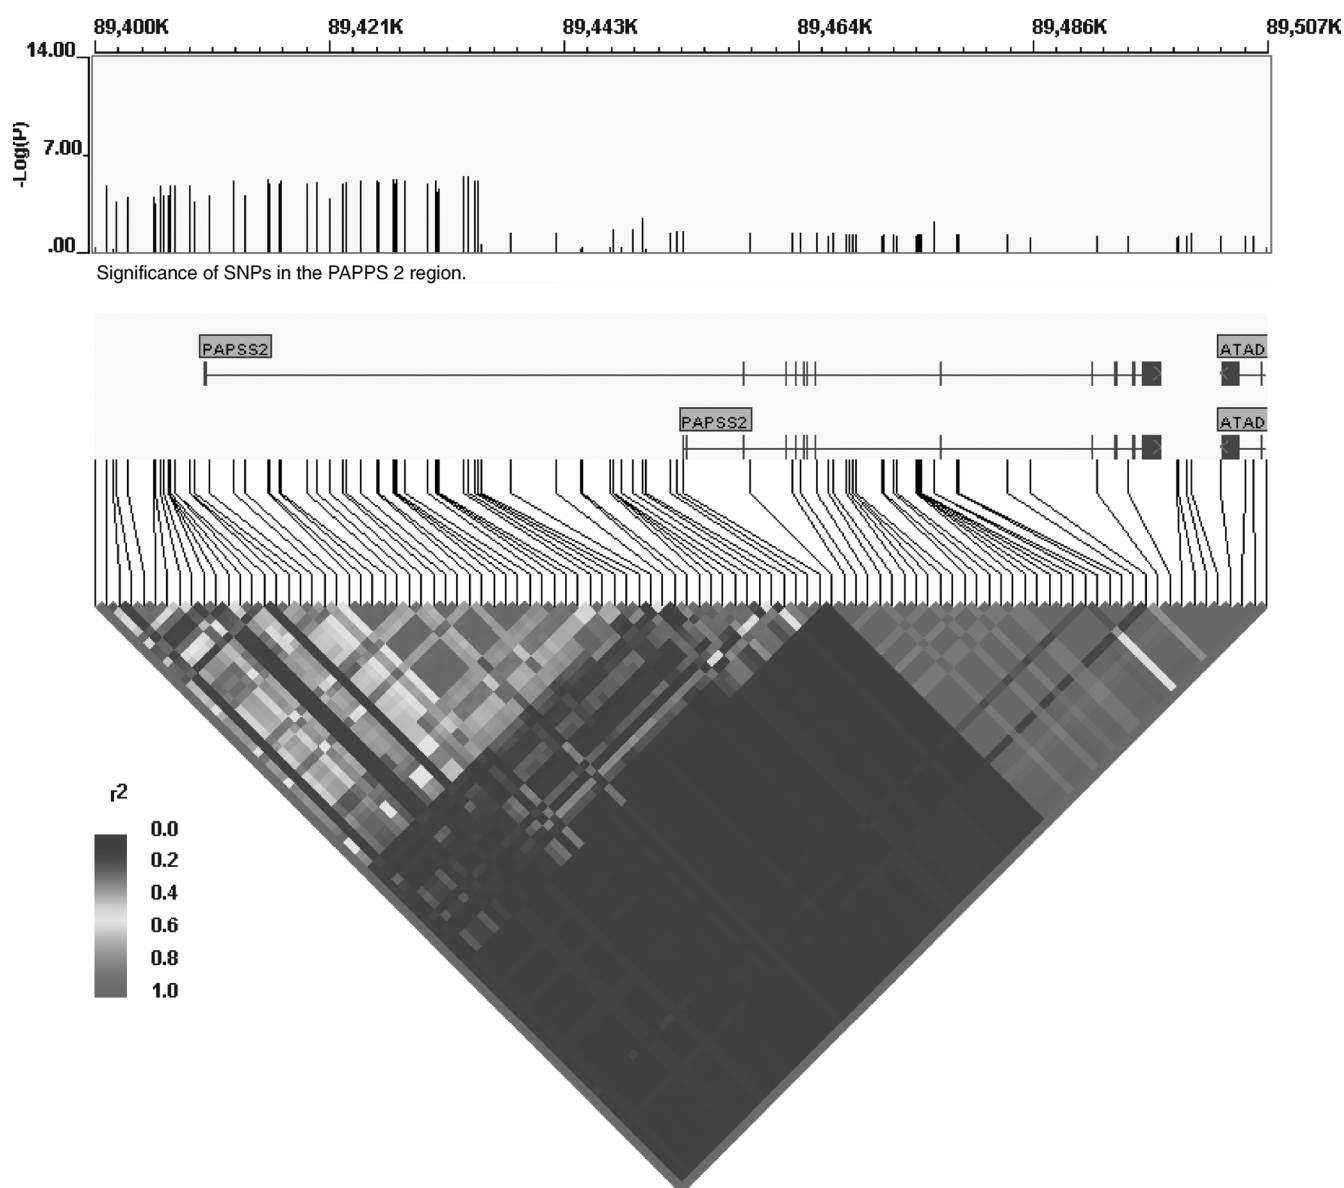 89,400K 89,421K 89,443K 89,464K 89,486K 89,507K
14.00
-Log(P)
7.00
.00
Significance of SNPs in the PAPPS 2 region.
PAPSS2 ATAD
PAPSS2 ATAD
r2
0.0
0.2
0.4
0.6
0.8
1.0